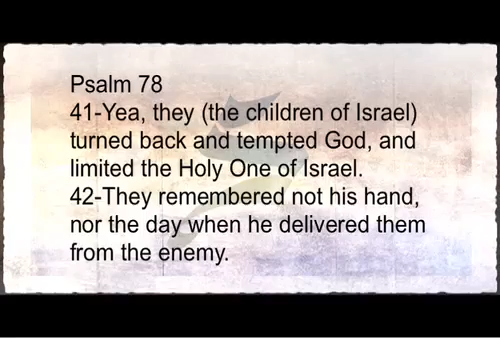 Psalm 78
41-Yea, they (the children of Israel)
turned back and tempted God, and
limited the Holy One of Israel.
42-They remembered not his hand,
nor the day when he delivered them
from the enemy.